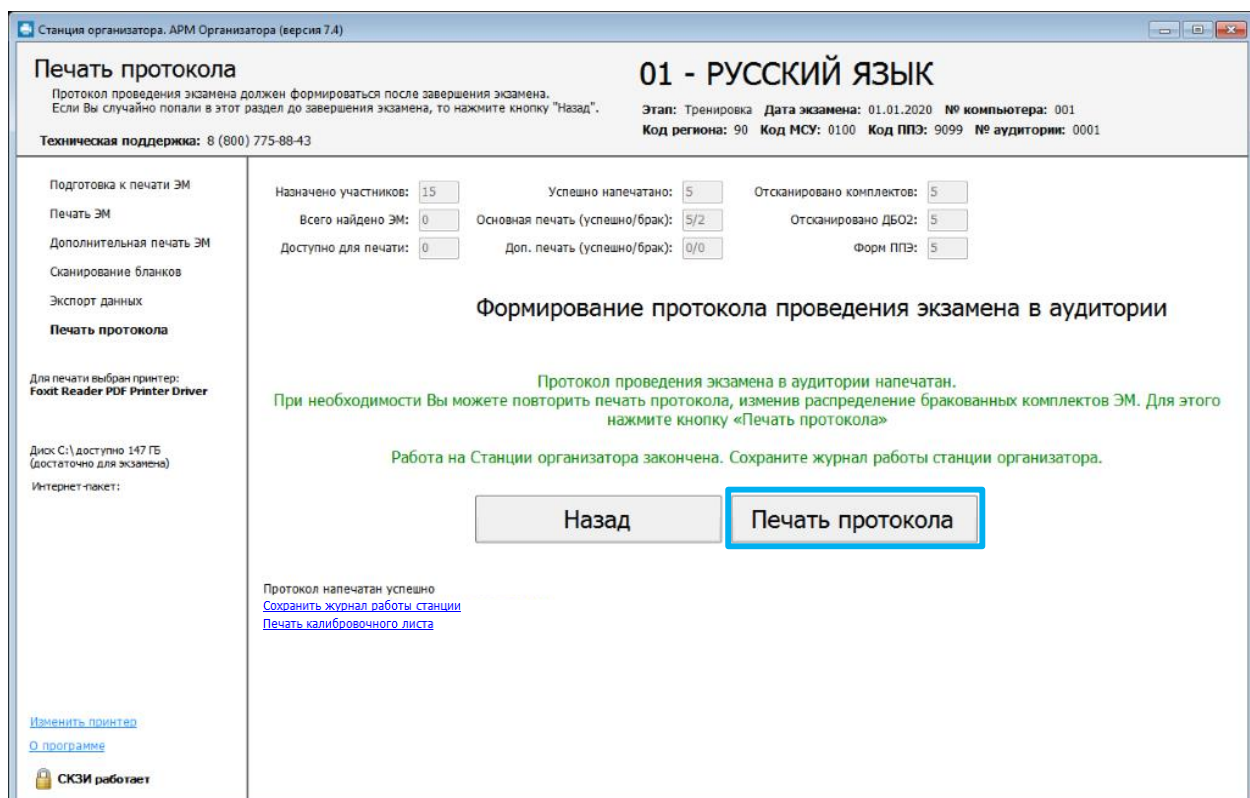 Станция организатора. АРМ Организатора (версия 7.4)
Печать протокола
Протокол проведения экзамена должен формироваться после завершения экзамена.
Если Вы случайно попали в этот раздел до завершения экзамена, то нажмите кнопку "Назад".
Техническая поддержка: 8 (800) 775-88-43
01 - РУССКИЙ ЯЗЫК
Этап: Тренировка Дата экзамена: 01.01.2020 № компьютера: 001
Код региона: 90 Код МСУ: 0100 Код ППЭ: 9099 № аудитории: 0001
Подготовка к печати ЭМ
Печать ЭМ
Дополнительная печать ЭМ
Сканирование бланков
Экспорт данных
Печать протокола
Для печати выбран принтер:
Foxit Reader PDF Printer Driver
Диск C:\ доступно 147 ГБ
(достаточно для экзамена)
Интернет-пакет:
Изменить принтер
О программе
СКЗИ работает
Назначено участников: 15 Успешно напечатано: 5 Отсканировано комплектов: 5
Всего найдено ЭМ: 0 Основная печать (успешно/брак): 5/2 Отсканировано ДБО2: 5
Доступно для печати: 0 Доп. печать (успешно/брак): 0/0 Форм ППЭ: 5
Формирование протокола проведения экзамена в аудитории
Протокол проведения экзамена в аудитории напечатан.
При необходимости Вы можете повторить печать протокола, изменив распределение бракованных комплектов ЭМ. Для этого
нажмите кнопку «Печать протокола»
Работа на Станции организатора закончена. Сохраните журнал работы станции организатора.
Назад Печать протокола
Протокол напечатан успешно
Сохранить журнал работы станции
Печать калибровочного листа